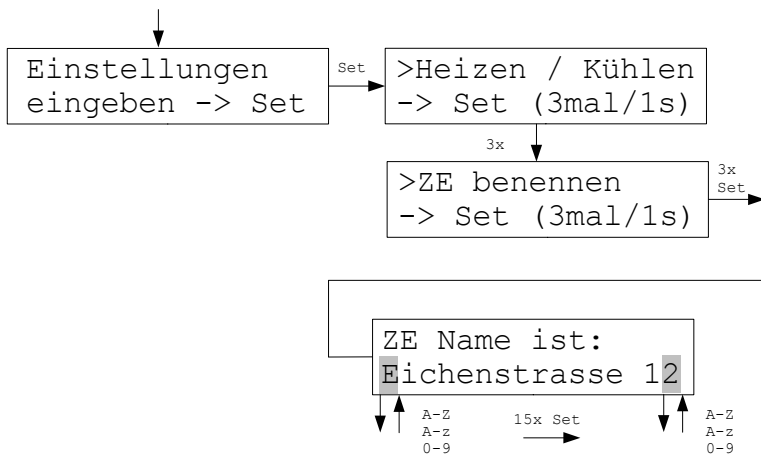 Einstellungen
eingeben -> Set
Set
>Heizen / Kühlen
-> Set (3mal/1s)
3x
>ZE benennen
-> Set (3mal/1s)
3x
Set
ZE Name ist:
Eichenstrasse 12
A-Z
A-z
0-9
15x Set
A-Z
A-z
0-9